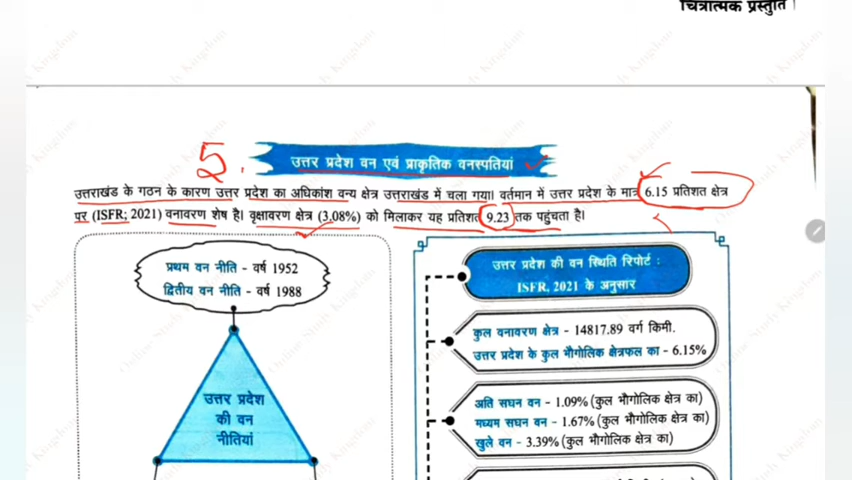 चित्रात्मक प्रस्तुति।
5.
उत्तर प्रदेश वन एवं प्राकृतिक वनस्पतियां
उत्तराखंड के गठन के कारण उत्तर प्रदेश का अधिकांश वन्य क्षेत्र उत्तराखंड में चला गया। वर्तमान में उत्तर प्रदेश के मात्र 6.15 प्रतिशत क्षेत्र
पर (ISFR; 2021) वनावरण शेष है। वृक्षावरण क्षेत्र (3.08%) को मिलाकर यह प्रतिशत 9.23 तक पहुंचता है।
प्रथम वन नीति - वर्ष 1952
द्वितीय वन नीति - वर्ष 1988
उत्तर प्रदेश
की वन
नीतियां
उत्तर प्रदेश की वन स्थिति रिपोर्ट :
ISFR, 2021 के अनुसार
कुल वनावरण क्षेत्र - 14817.89 वर्ग किमी.
उत्तर प्रदेश के कुल भौगोलिक क्षेत्रफल का - 6.15%
अति सघन वन - 1.09% (कुल भौगोलिक क्षेत्र का)
मध्यम सघन वन - 1.67% (कुल भौगोलिक क्षेत्र का)
खुले वन - 3.39% (कुल भौगोलिक क्षेत्र का)
Online Study Kingdom